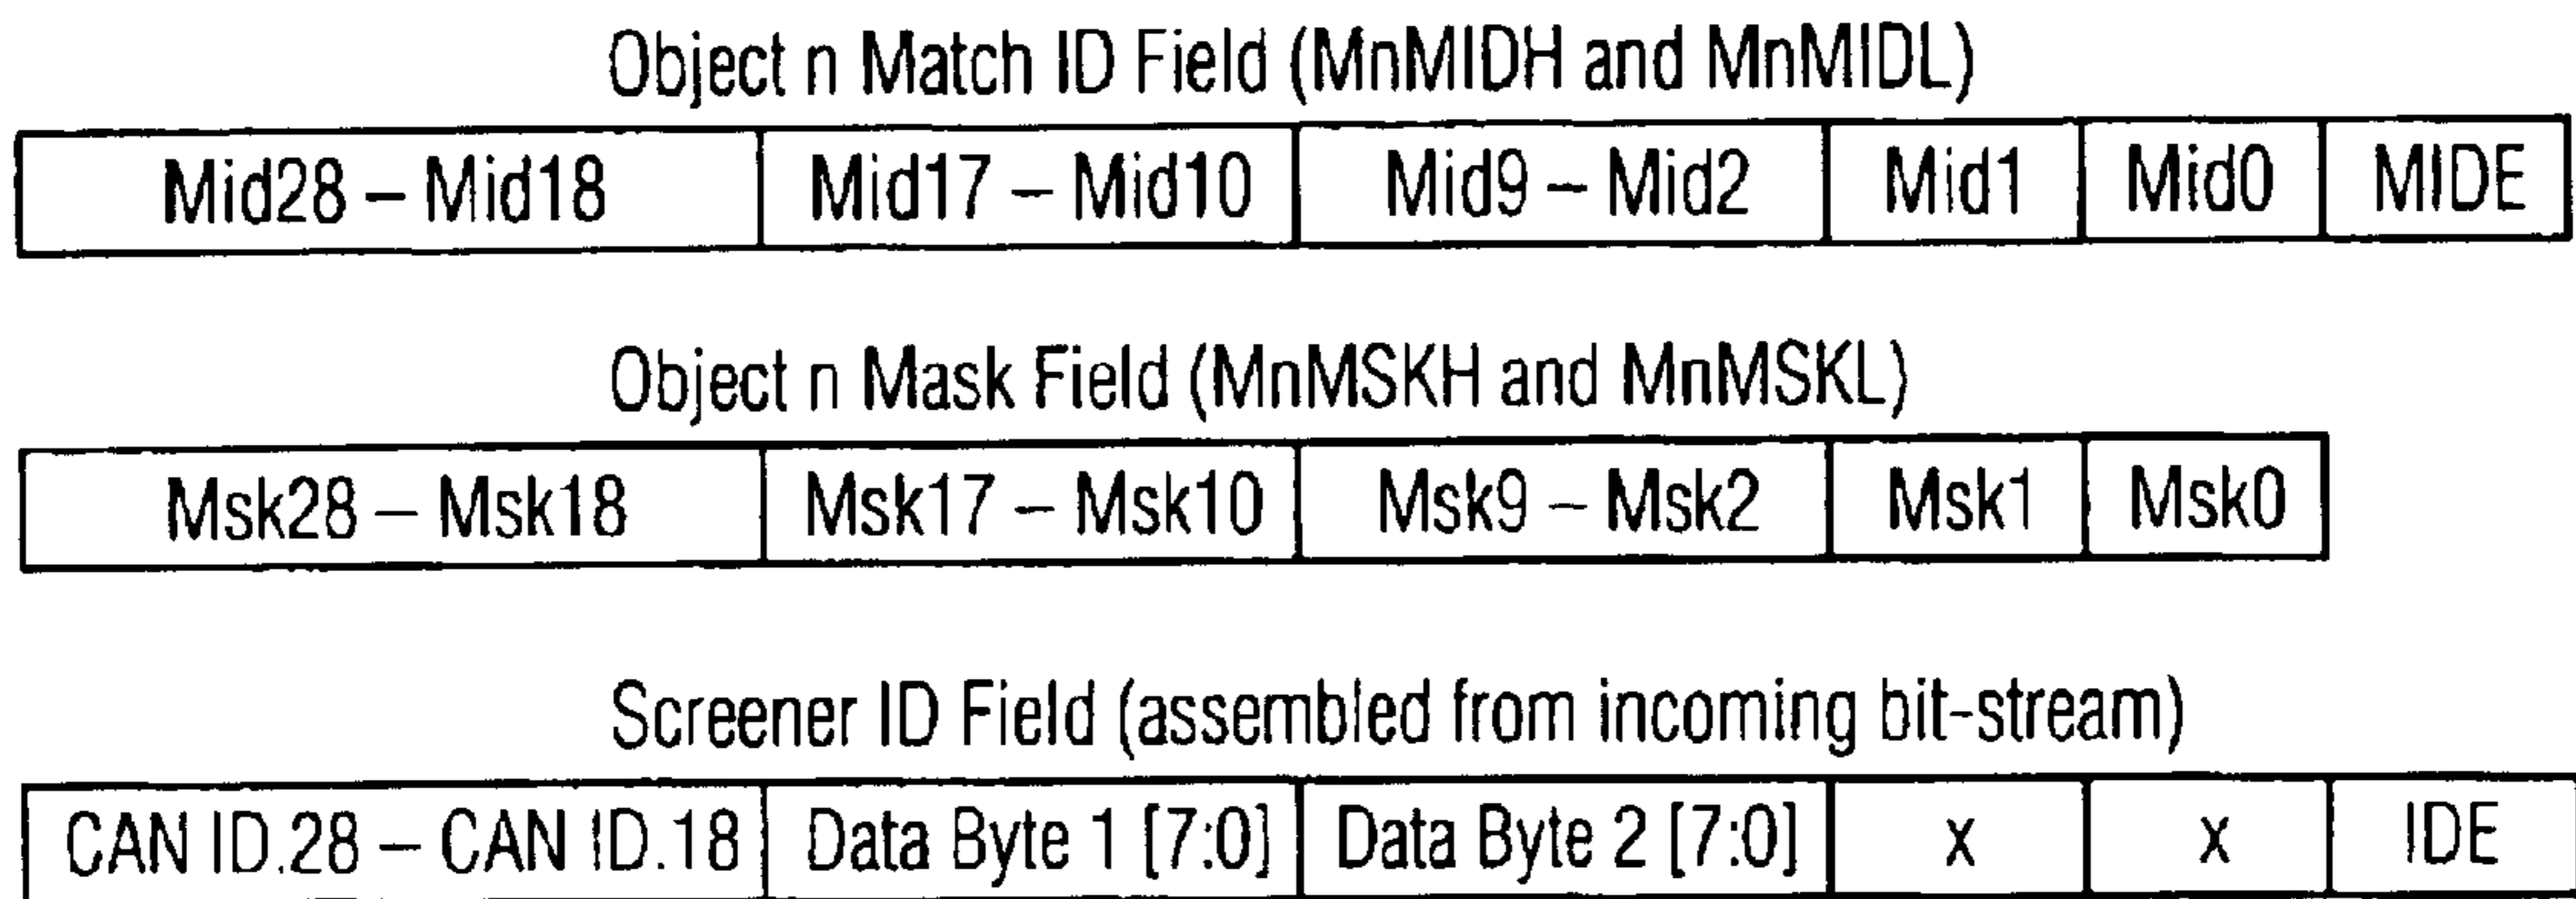 Object n Match ID Field (MnMIDH and MnMIDL)
Mid28 – Mid18 Mid17 – Mid10 Mid9 – Mid2 Mid1 Mid0 MIDE
Object n Mask Field (MnMSKH and MnMSKL)
Msk28 – Msk18 Msk17 – Msk10 Msk9 – Msk2 Msk1 Msk0
Screener ID Field (assembled from incoming bit-stream)
CAN ID.28 – CAN ID.18 Data Byte 1 [7:0] Data Byte 2 [7:0] x x IDE